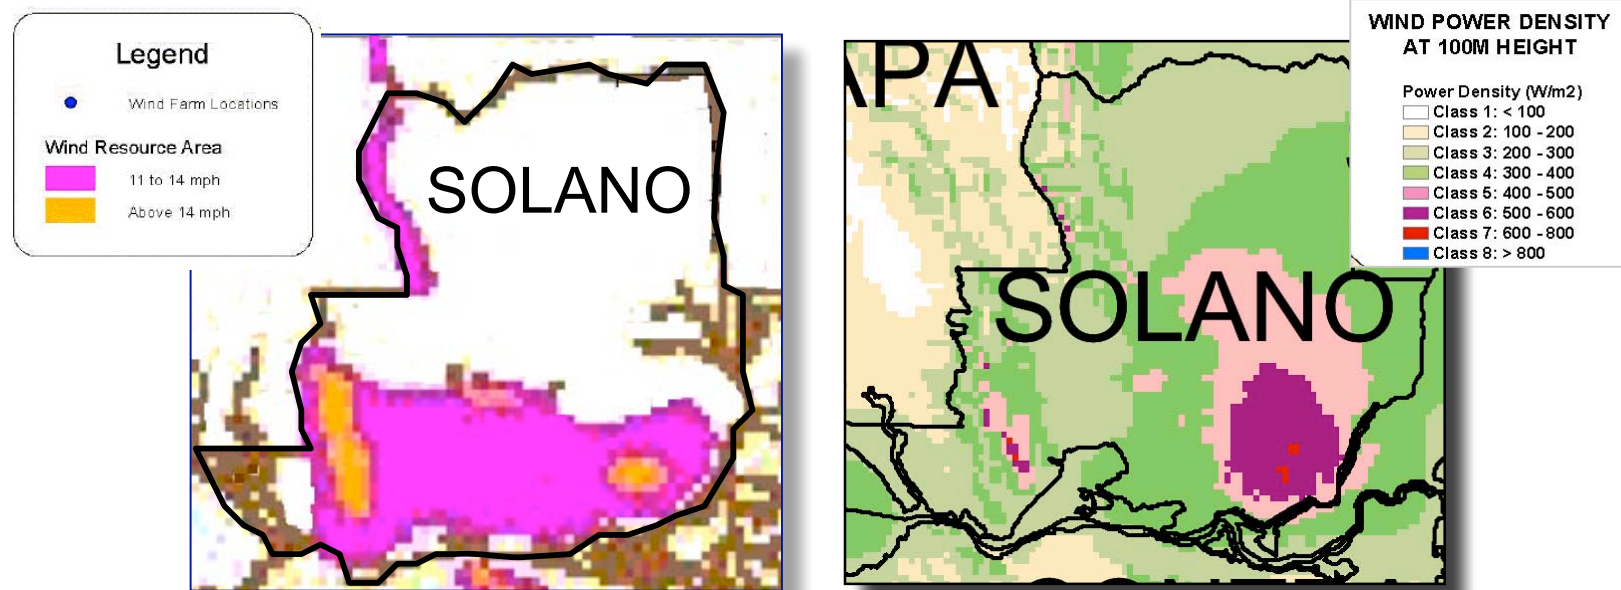 Legend
Wind Farm Locations
Wind Resource Area
11 to 14 mph
Above 14 mph
SOLANO
APA
SOLANO
WIND POWER DENSITY
AT 100M HEIGHT
Power Density (W/m2)
Class 1: < 100
Class 2: 100 - 200
Class 3: 200 - 300
Class 4: 300 - 400
Class 5: 400 - 500
Class 6: 500 - 600
Class 7: 600 - 800
Class 8: > 800